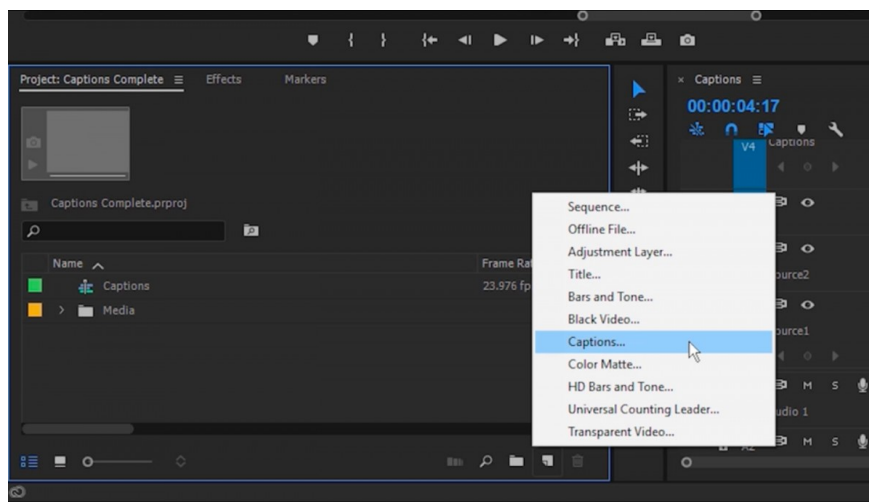 Project: Captions Complete
Effects
Markers
Captions
00:00:04:17
V4
Captions
Captions Complete.prproj
Name
Frame Rat
Captions
23.976 fp
Media
Sequence...
Offline File...
Adjustment Layer...
Title...
Bars and Tone...
Black Video...
Captions...
Color Matte...
HD Bars and Tone...
Universal Counting Leader...
Transparent Video...
ource2
ource1
M S
udio 1
A2
M S